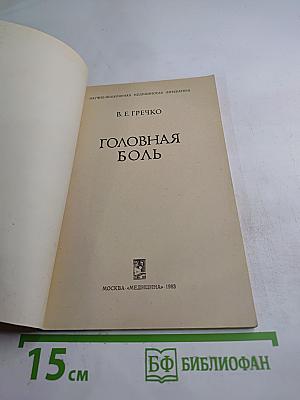 НАУЧНО-ПОПУЛЯРНАЯ МЕДИЦИНСКАЯ ЛИТЕРАТУРА
В. Е. ГРЕЧКО
ГОЛОВНАЯ
БОЛЬ
МОСКВА «МЕДИЦИНА» 1983
15 см
БФ БИБЛИОФАН